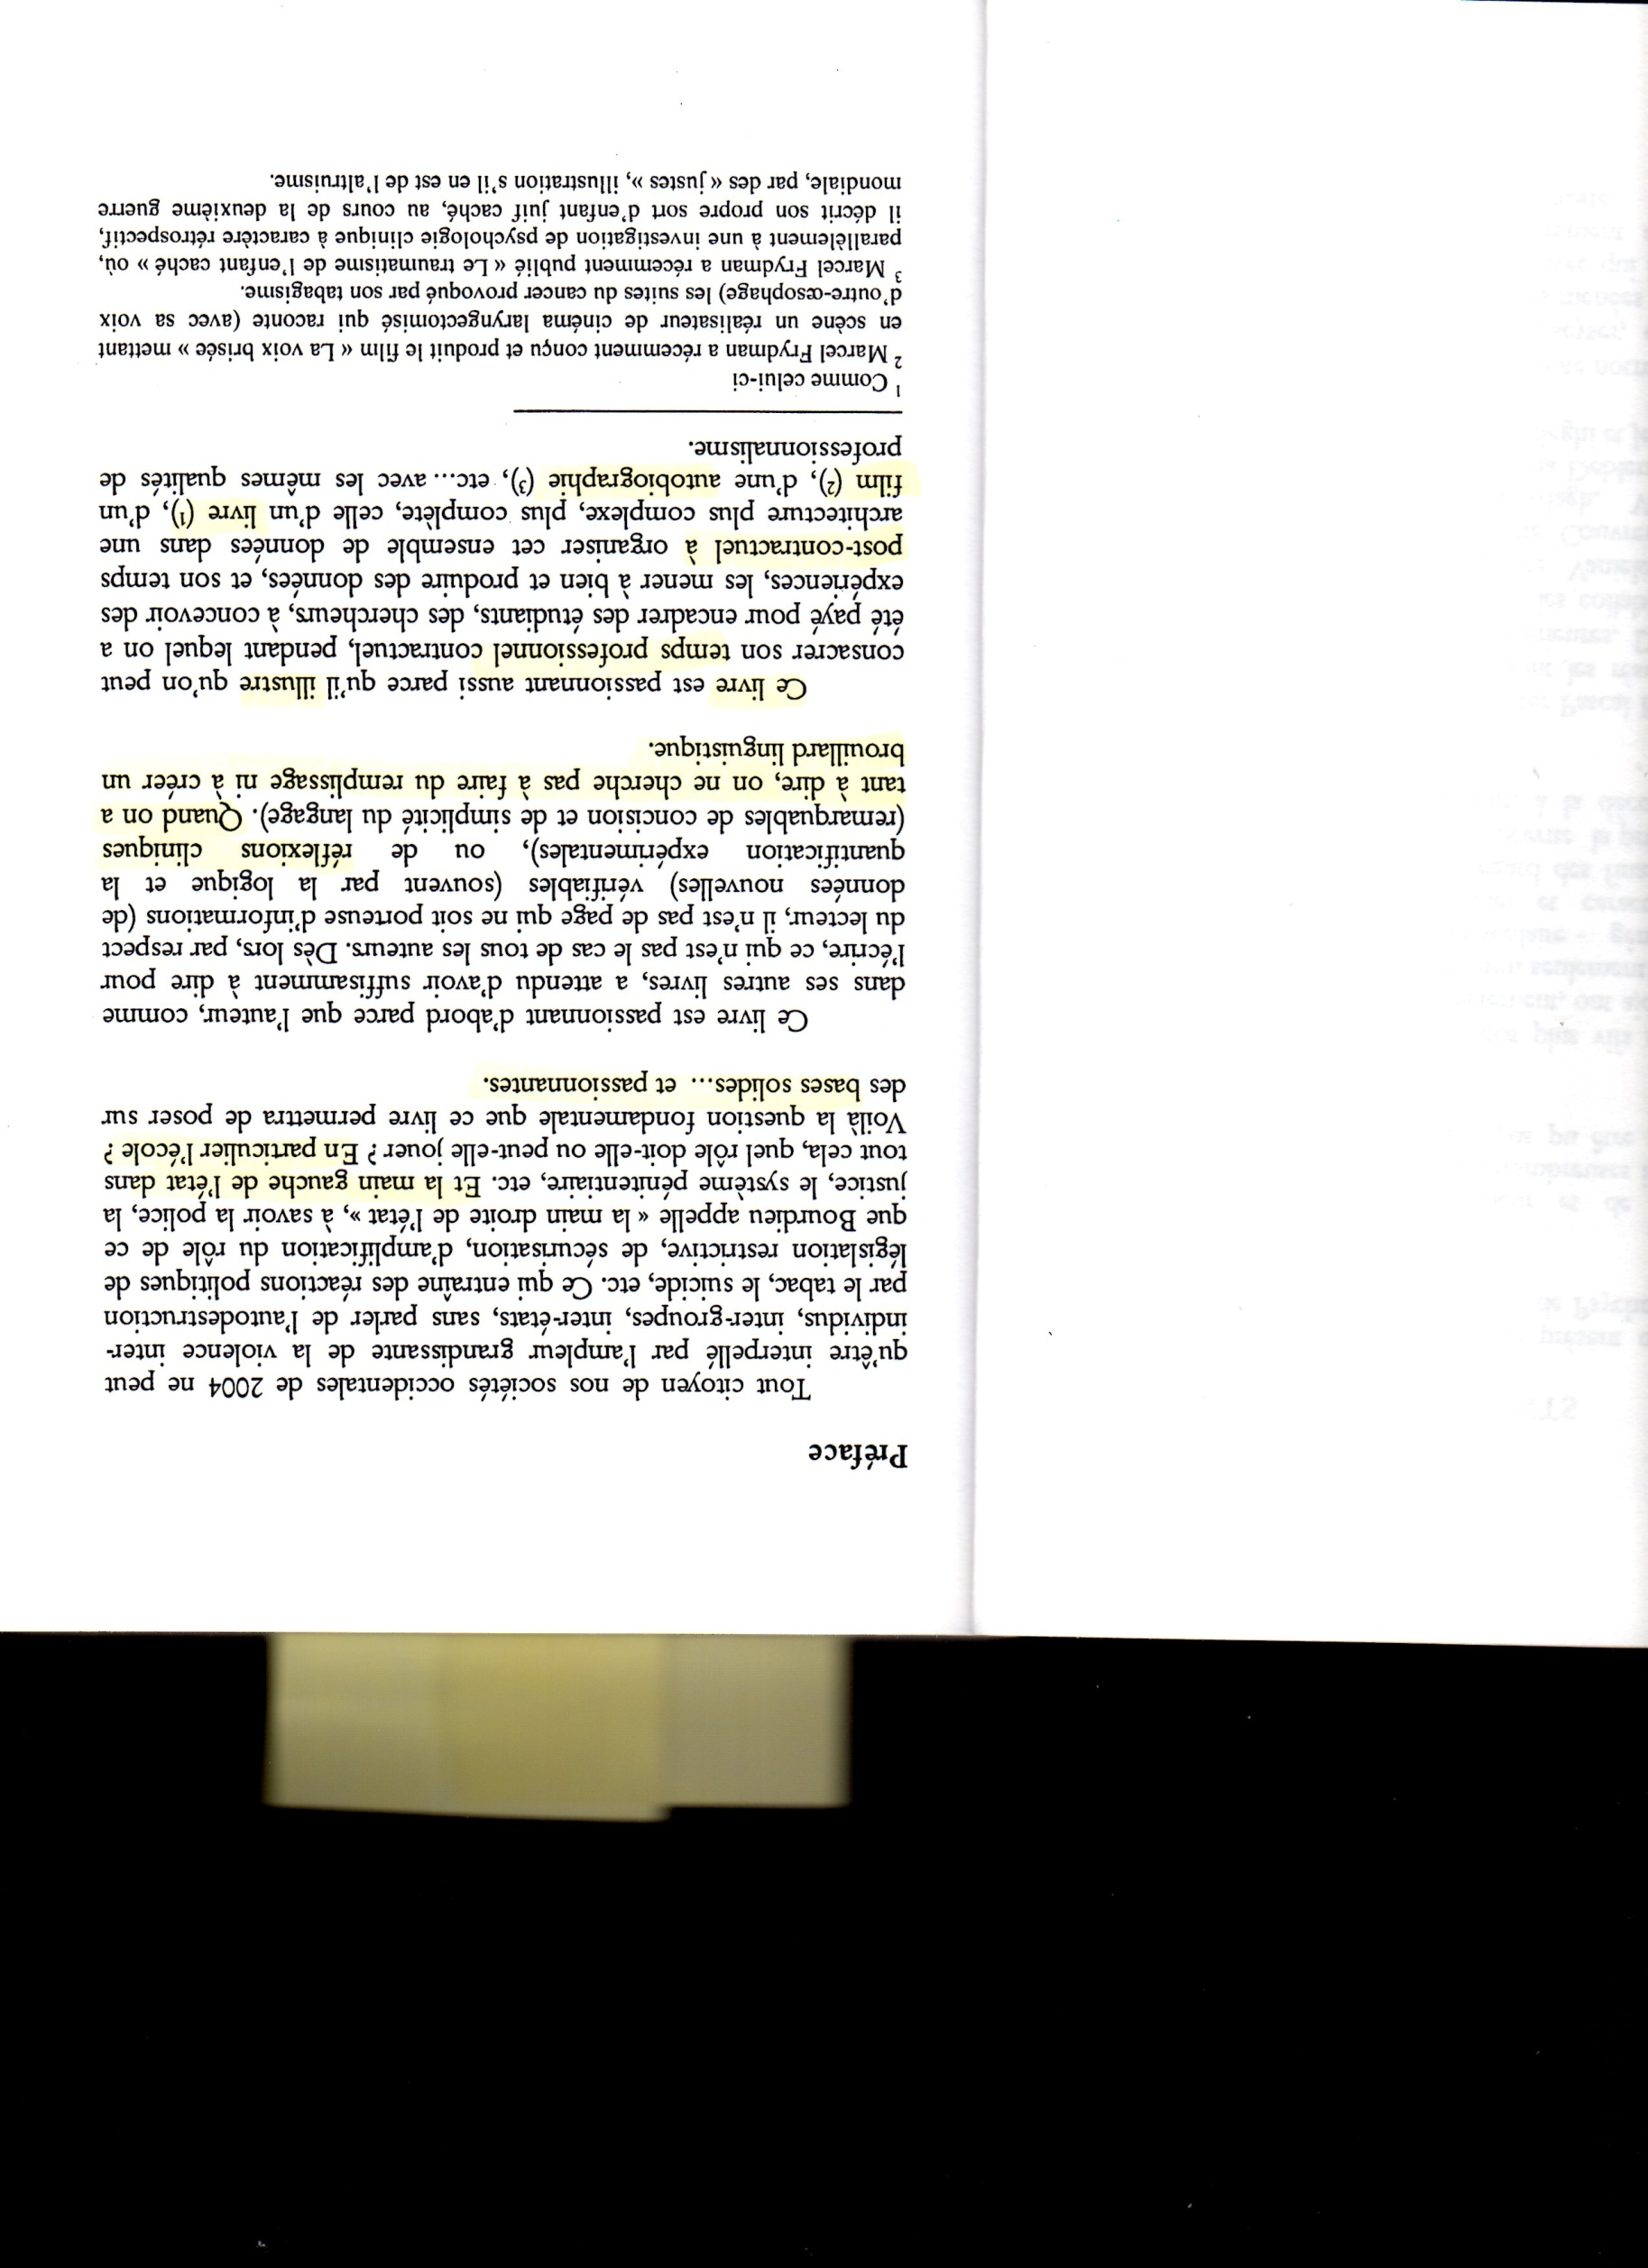 Préface
Tout citoyen de nos sociétés occidentales de 2004 ne peut
qu'être interpellé par l'ampleur grandissante de la violence inter-
individus, inter-groupes, inter-états, sans parler de l'autodestruction
par le tabac, le suicide, etc. Ce qui entraîne des réactions politiques de
législation restrictive, de sécurisation, d'amplification du rôle de ce
que Bourdieu appelle « la main droite de l'état », à savoir la police, la
justice, le système pénitentiaire, etc. Et la main gauche de l'état dans
tout cela, quel rôle doit-elle ou peut-elle jouer ? En particulier l'école ?
Voilà la question fondamentale que ce livre permettra de poser sur
des bases solides... et passionnantes.
Ce livre est passionnant d'abord parce que l'auteur, comme
dans ses autres livres, a attendu d'avoir suffisamment à dire pour
l'écrire, ce qui n'est pas le cas de tous les auteurs. Dès lors, par respect
du lecteur, il n'est pas de page qui ne soit porteuse d'informations (de
données nouvelles) vérifiables (souvent par la logique et la
quantification expérimentales), ou de réflexions cliniques
(remarquables de concision et de simplicité du langage). Quand on a
tant à dire, on ne cherche pas à faire du remplissage ni à créer un
brouillard linguistique.
Ce livre est passionnant aussi parce qu'il illustre qu'on peut
consacrer son temps professionnel contractuel, pendant lequel on a
été payé pour encadrer des étudiants, des chercheurs, à concevoir des
expériences, les mener à bien et produire des données, et son temps
post-contractuel à organiser cet ensemble de données dans une
architecture plus complexe, plus complète, celle d'un livre (¹), d'un
film (²), d'une autobiographie (³), etc... avec les mêmes qualités de
professionnalisme.
¹ Comme celui-ci
² Marcel Frydman a récemment conçu et produit le film « La voix brisée » mettant
en scène un réalisateur de cinéma laryngectomisé qui raconte (avec sa voix
d'outre-œsophage) les suites du cancer provoqué par son tabagisme.
³ Marcel Frydman a récemment publié « Le traumatisme de l'enfant caché » où,
parallèlement à une investigation de psychologie clinique à caractère rétrospectif,
il décrit son propre sort d'enfant juif caché, au cours de la deuxième guerre
mondiale, par des « justes », illustration s'il en est de l'altruisme.